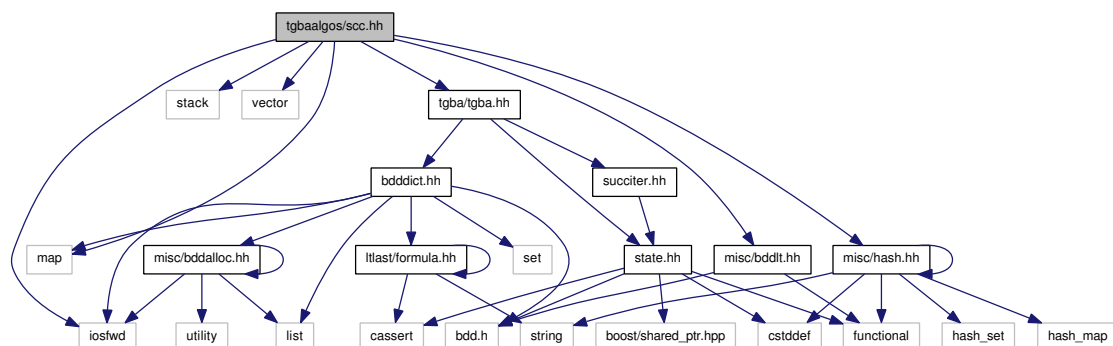 tgbaalgos/scc.hh
stack
vector
tgba/tgba.hh
bdddict.hh
succiter.hh
map
misc/bddalloc.hh
ltlast/formula.hh
set
state.hh
misc/bddlt.hh
misc/hash.hh
iosfwd
utility
list
cassert
bdd.h
string
boost/shared_ptr.hpp
cstddef
functional
hash_set
hash_map